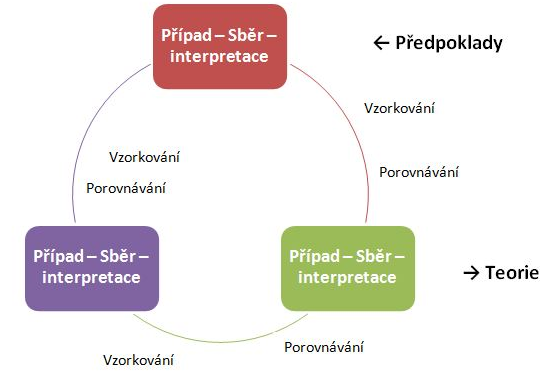 Případ – Sběr –
interpretace
← Předpoklady
Vzorkování
Porovnávání
Vzorkování
Porovnávání
Případ – Sběr –
interpretace
Případ – Sběr –
interpretace
→ Teorie
Porovnávání
Vzorkování